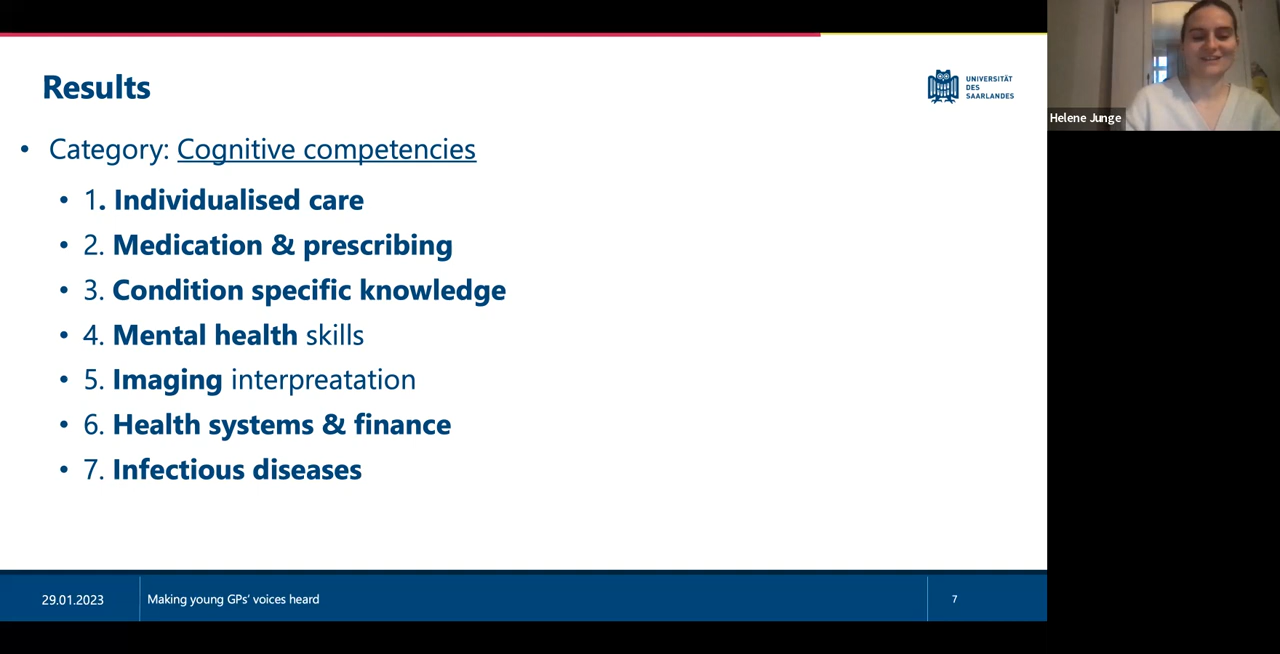 Results
UNIVERSITÄT
DES
SAARLANDES
Helene Junge
• Category: Cognitive competencies
• 1. Individualised care
• 2. Medication & prescribing
• 3. Condition specific knowledge
• 4. Mental health skills
• 5. Imaging interpreatation
• 6. Health systems & finance
• 7. Infectious diseases
29.01.2023
Making young GPs' voices heard
7